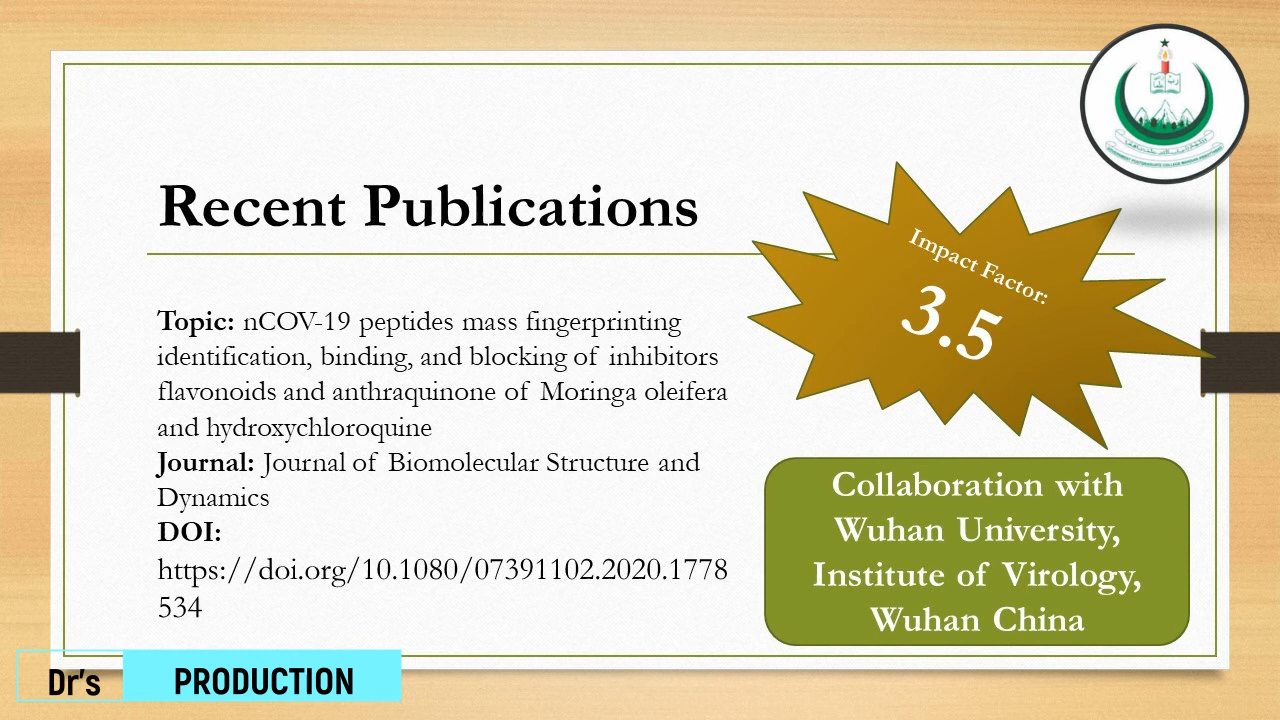 Recent Publications
Impact Factor:
3.5
Topic: nCOV-19 peptides mass fingerprinting
identification, binding, and blocking of inhibitors
flavonoids and anthraquinone of Moringa oleifera
and hydroxychloroquine
Journal: Journal of Biomolecular Structure and
Dynamics
DOI:
https://doi.org/10.1080/07391102.2020.1778
534
Collaboration with
Wuhan University,
Institute of Virology,
Wuhan China
Dr's PRODUCTION